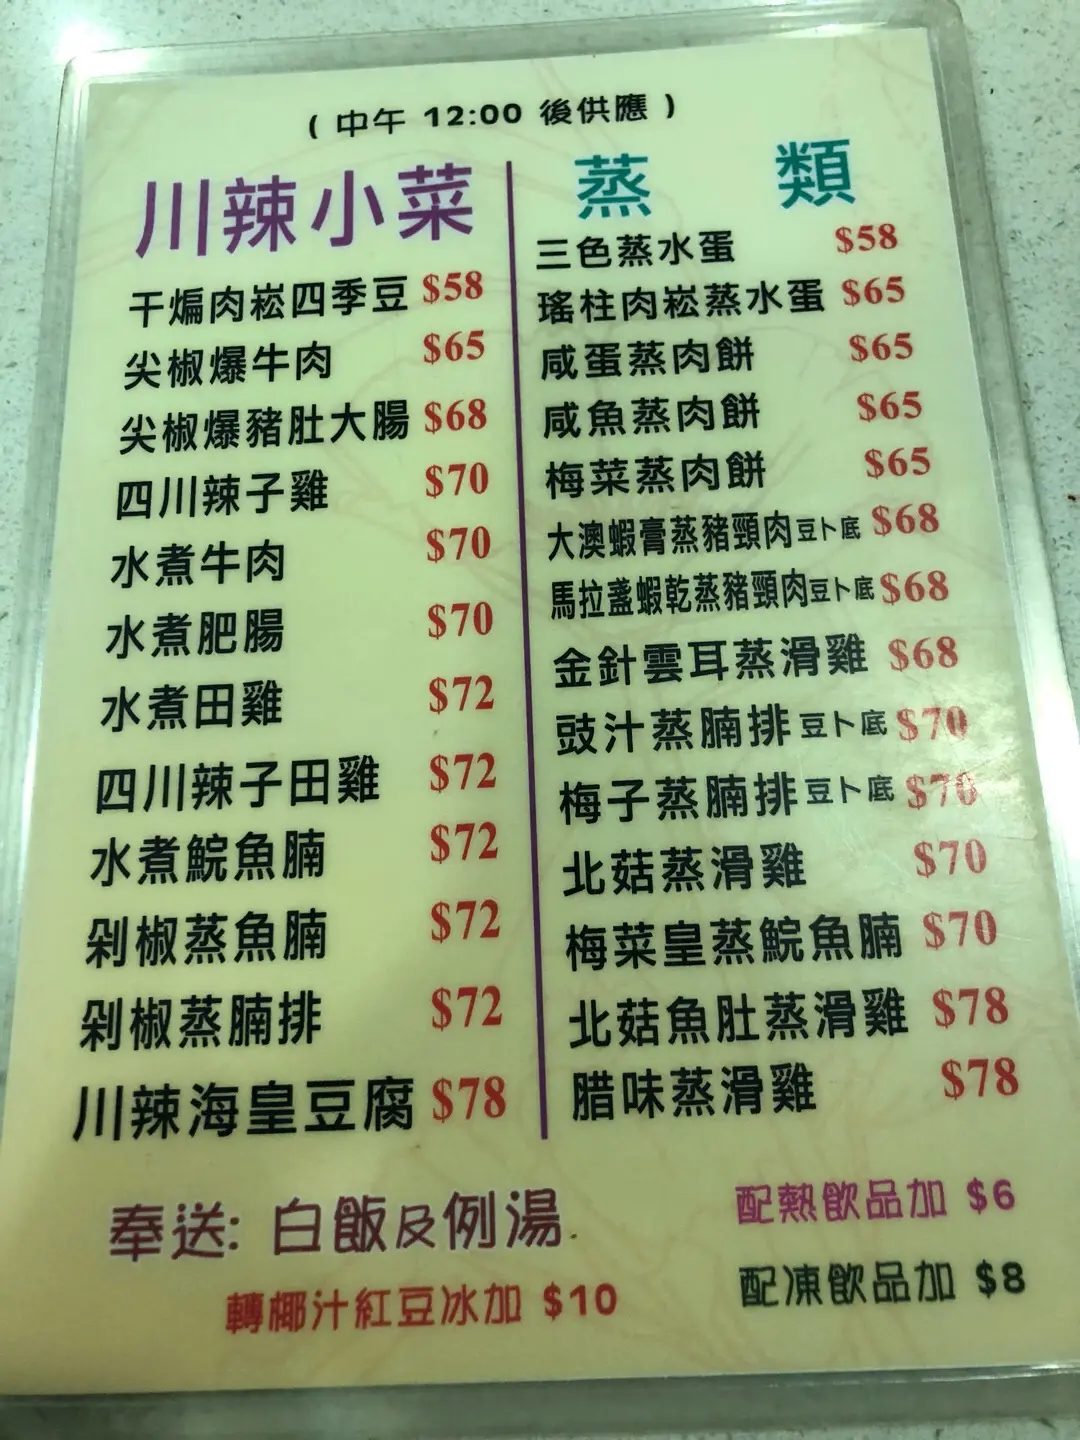 ( 中午 12:00 後供應 )
川辣小菜
干煸肉崧四季豆 $58
尖椒爆牛肉 $65
尖椒爆豬肚大腸 $68
四川辣子雞 $70
水煮牛肉 $70
水煮肥腸 $70
水煮田雞 $72
四川辣子田雞 $72
水煮鯇魚腩 $72
剁椒蒸魚腩 $72
剁椒蒸腩排 $72
川辣海皇豆腐 $78
蒸類
三色蒸水蛋 $58
瑤柱肉崧蒸水蛋 $65
咸蛋蒸肉餅 $65
咸魚蒸肉餅 $65
梅菜蒸肉餅 $65
大澳蝦膏蒸豬頸肉豆卜底 $68
馬拉盞蝦乾蒸豬頸肉豆卜底 $68
金針雲耳蒸滑雞 $68
豉汁蒸腩排豆卜底 $70
梅子蒸腩排豆卜底 $70
北菇蒸滑雞 $70
梅菜皇蒸鯇魚腩 $70
北菇魚肚蒸滑雞 $78
腊味蒸滑雞 $78
奉送: 白飯及例湯
轉椰汁紅豆冰加 $10
配熱飲品加 $6
配凍飲品加 $8